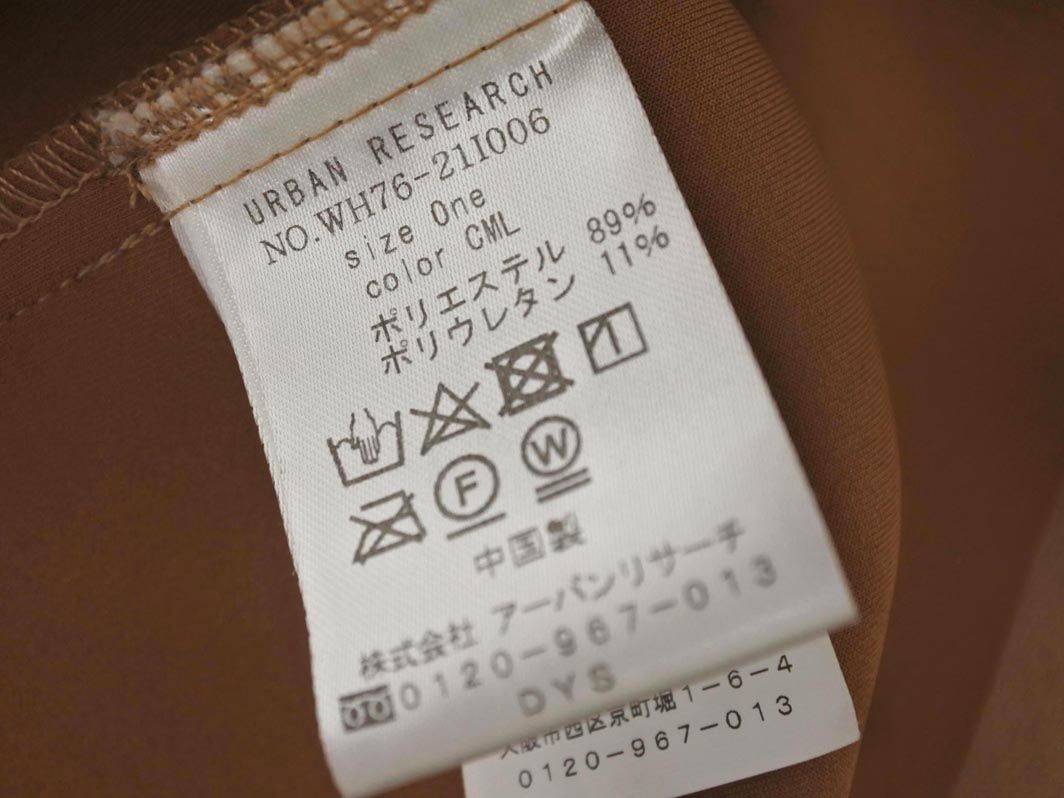 URBAN RESEARCH
NO.WH76-21I006
size One
color CML
ポリエステル 89%
ポリウレタン 11%
F W
中国製
株式会社 アーバンリサーチ
0120-967-013
DYS
大阪市西区京町堀1-6-4
0120-967-013